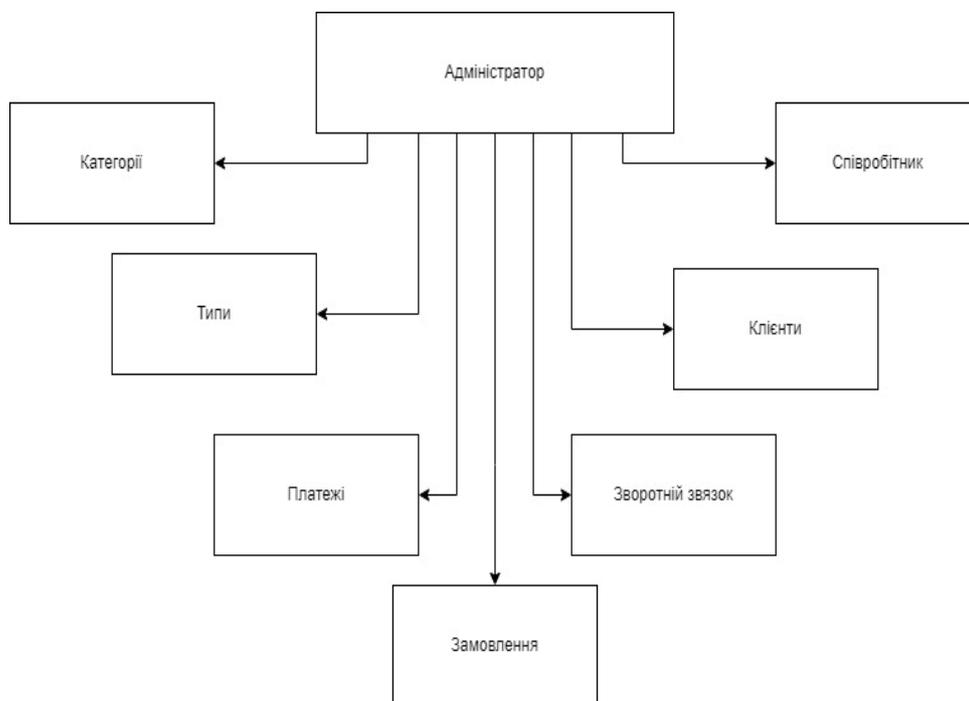 Адміністратор
Категорії
Співробітник
Типи
Клієнти
Платежі
Зворотній звязок
Замовлення